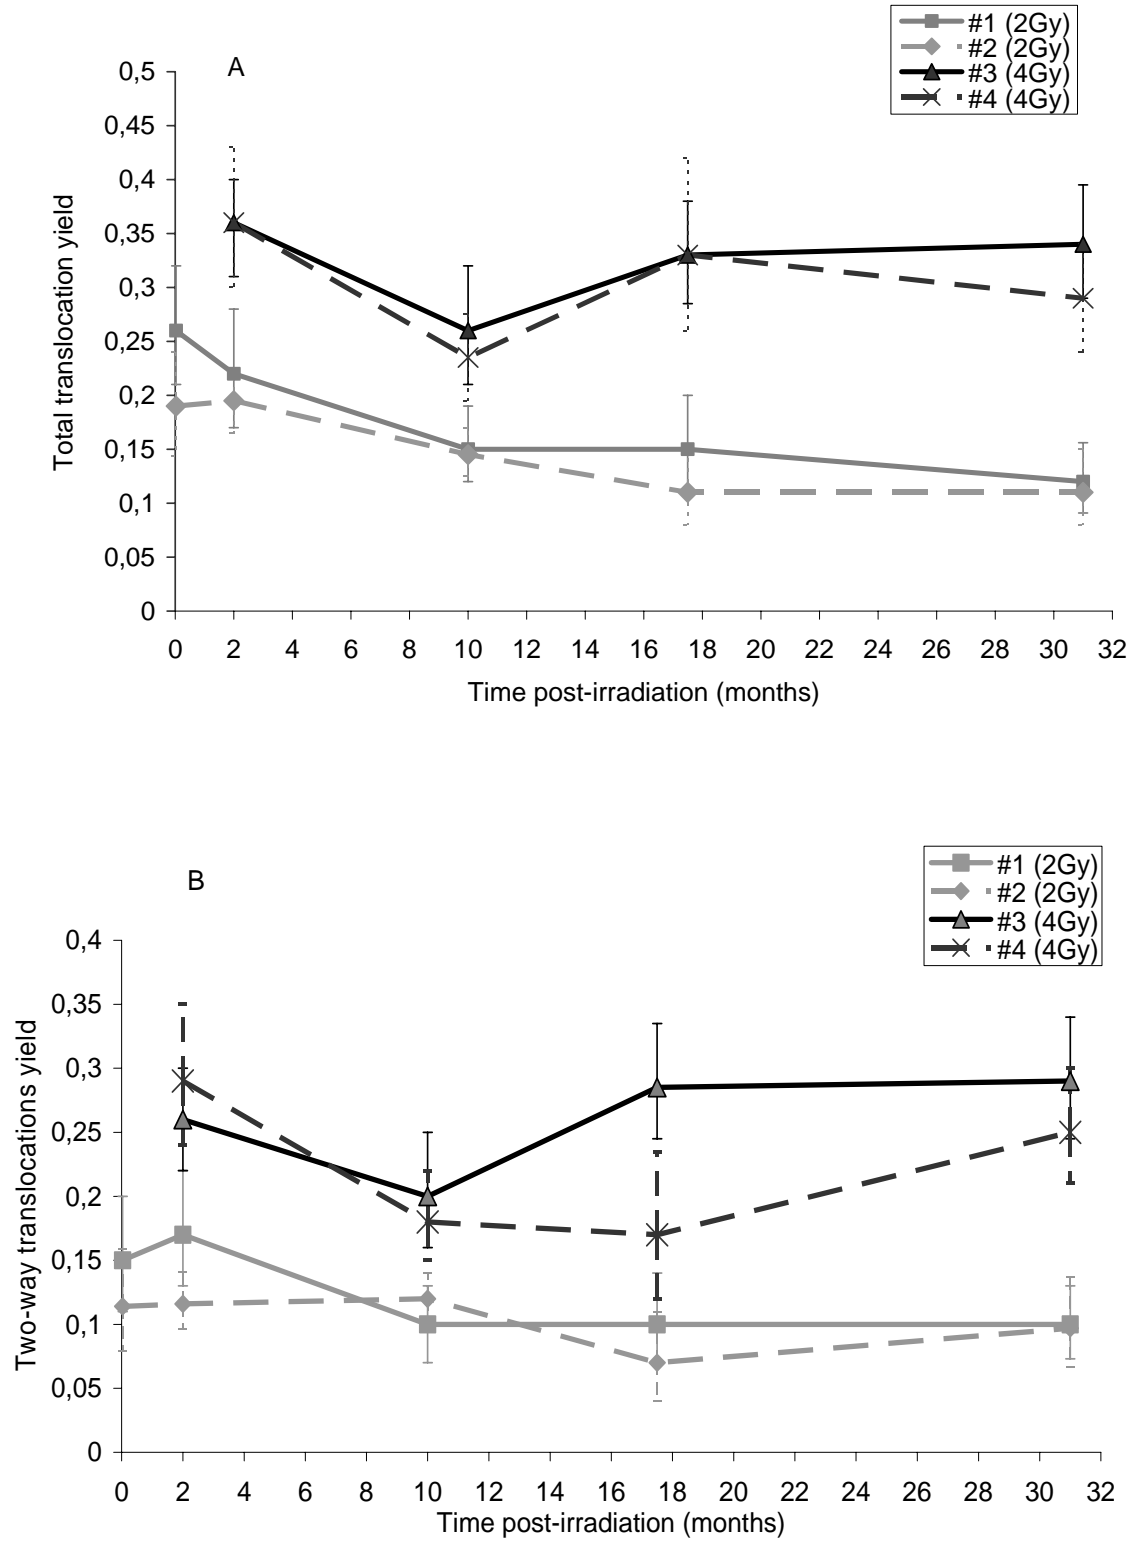 A
#1 (2Gy)
#2 (2Gy)
#3 (4Gy)
#4 (4Gy)
Total translocation yield
0,5
0,45
0,4
0,35
0,3
0,25
0,2
0,15
0,1
0,05
0
0 2 4 6 8 10 12 14 16 18 20 22 24 26 28 30 32
Time post-irradiation (months)
B
#1 (2Gy)
#2 (2Gy)
#3 (4Gy)
#4 (4Gy)
Two-way translocations yield
0,4
0,35
0,3
0,25
0,2
0,15
0,1
0,05
0
0 2 4 6 8 10 12 14 16 18 20 22 24 26 28 30 32
Time post-irradiation (months)